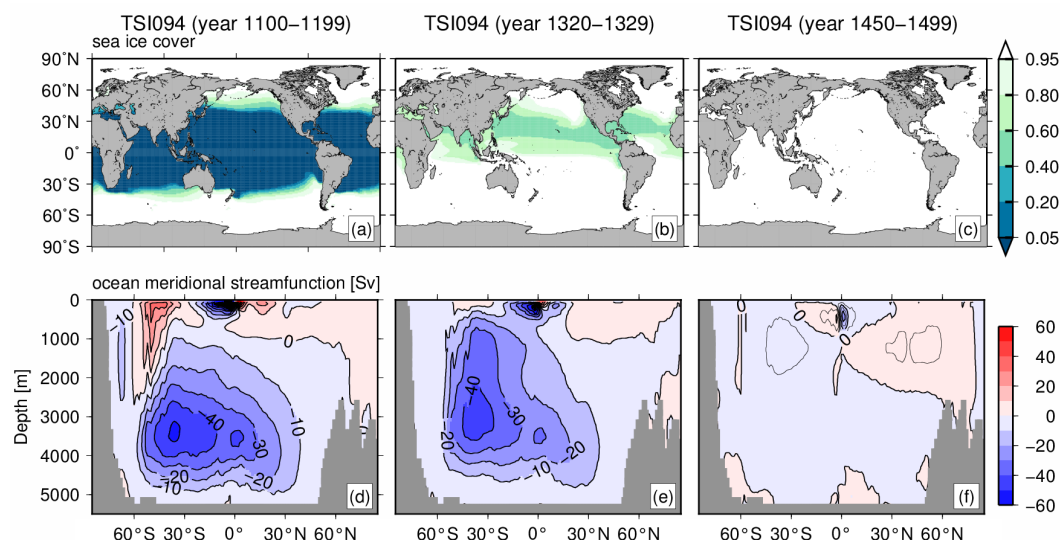 TSI094 (year 1100−1199) TSI094 (year 1320−1329) TSI094 (year 1450−1499)
sea ice cover
90˚N
60˚N
30˚N
0˚
30˚S
60˚S
90˚S
(a) (b) (c)
0.95
0.80
0.60
0.40
0.20
0.05
ocean meridional streamfunction [Sv]
Depth [m]
0
1000
2000
3000
4000
5000
−10 0 −40 −30 −10 −20 −10 −20 (d)
0 −40 −30 −20 −10 −20 (e)
0 0 0 0 (f)
60
40
20
0
−20
−40
−60
60˚S 30˚S 0˚ 30˚N 60˚N 60˚S 30˚S 0˚ 30˚N 60˚N 60˚S 30˚S 0˚ 30˚N 60˚N